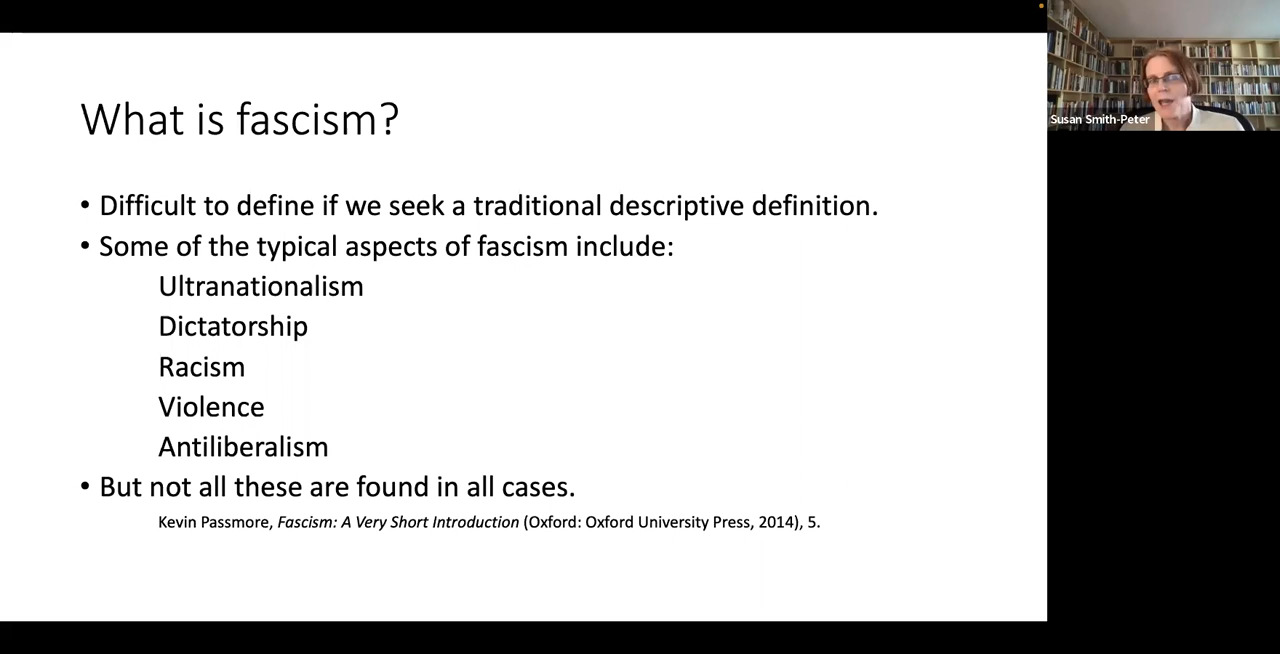 What is fascism?
• Difficult to define if we seek a traditional descriptive definition.
• Some of the typical aspects of fascism include:
Ultranationalism
Dictatorship
Racism
Violence
Antiliberalism
• But not all these are found in all cases.
Kevin Passmore, Fascism: A Very Short Introduction (Oxford: Oxford University Press, 2014), 5.
Susan Smith-Peter